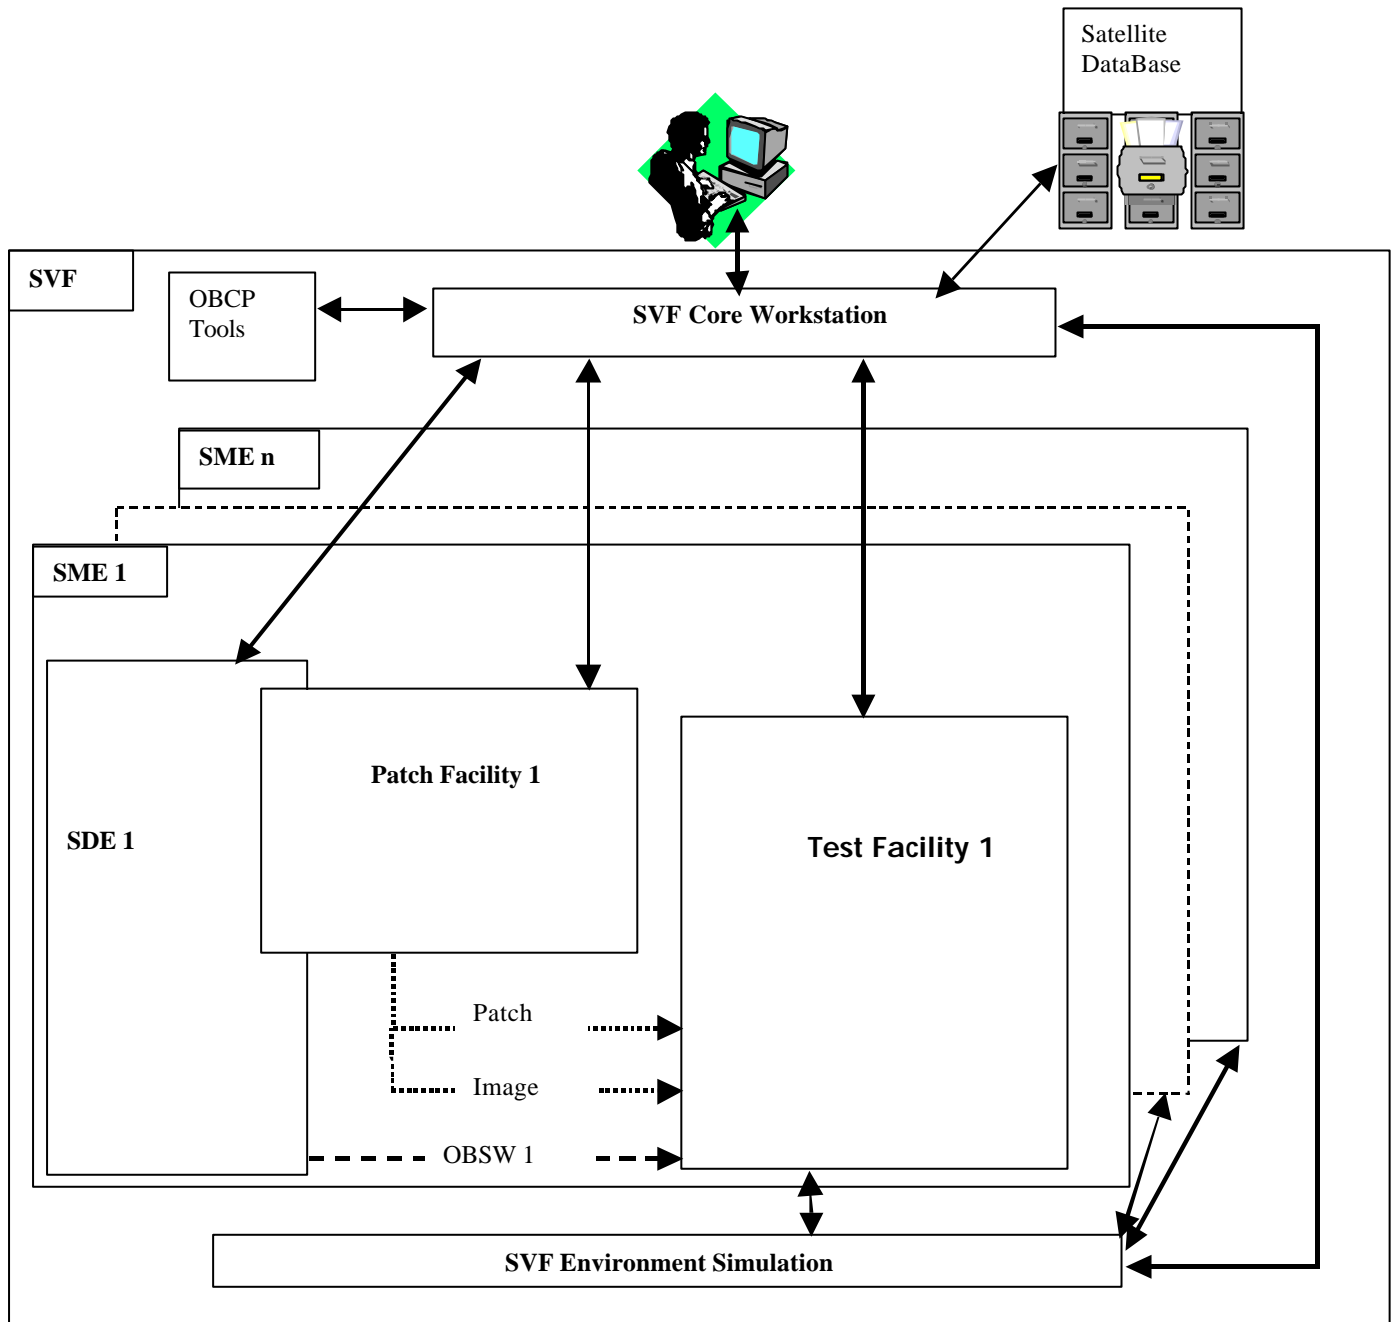 Satellite
DataBase
SVF
OBCP
Tools
SVF Core Workstation
SME n
SME 1
Patch Facility 1
SDE 1
Test Facility 1
Patch
Image
OBSW 1
SVF Environment Simulation